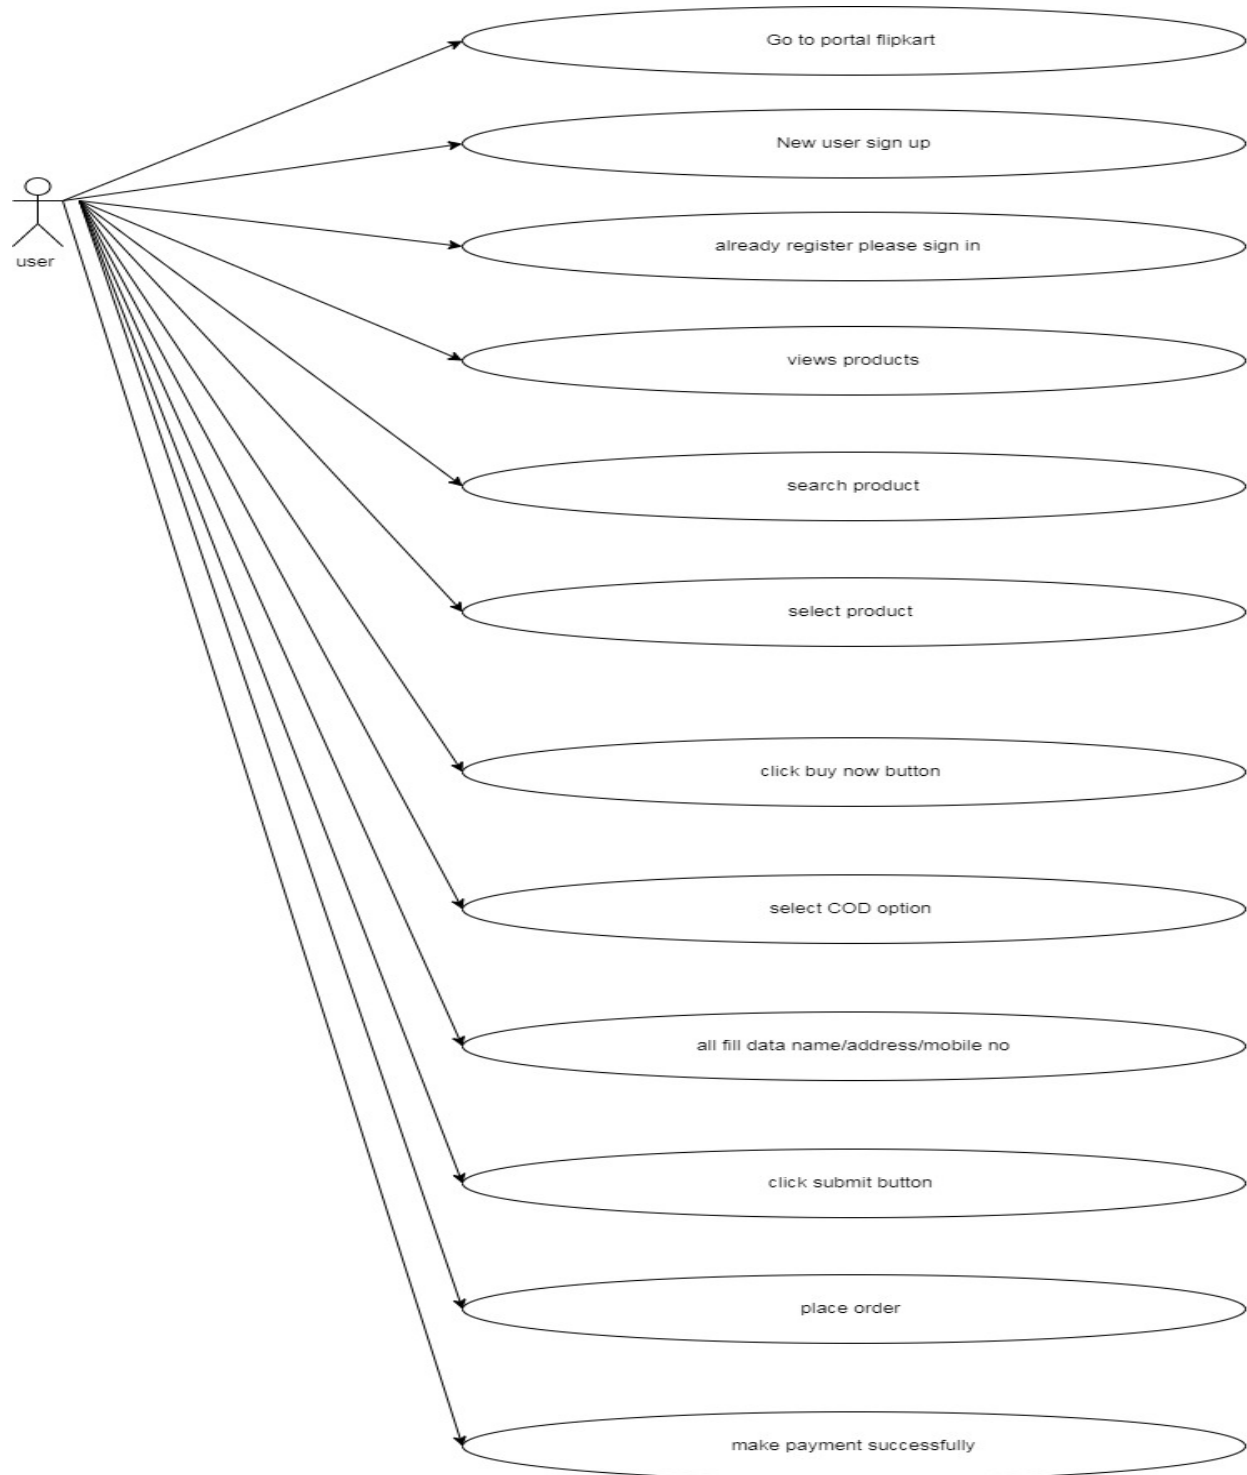 Go to portal flipkart
New user sign up
user
already register please sign in
views products
search product
select product
click buy now button
select COD option
all fill data name/address/mobile no
click submit button
place order
make payment successfully